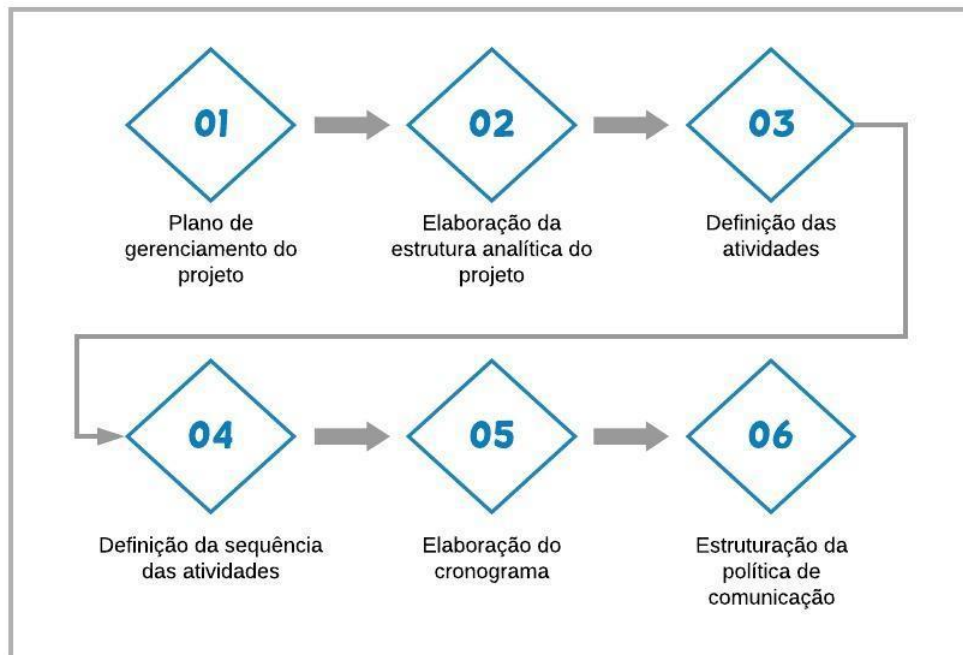 01
02
03
Plano de
gerenciamento do
projeto
Elaboração da
estrutura analítica do
projeto
Definição das
atividades
04
05
06
Definição da sequência
das atividades
Elaboração do
cronograma
Estruturação da
política de
comunicação